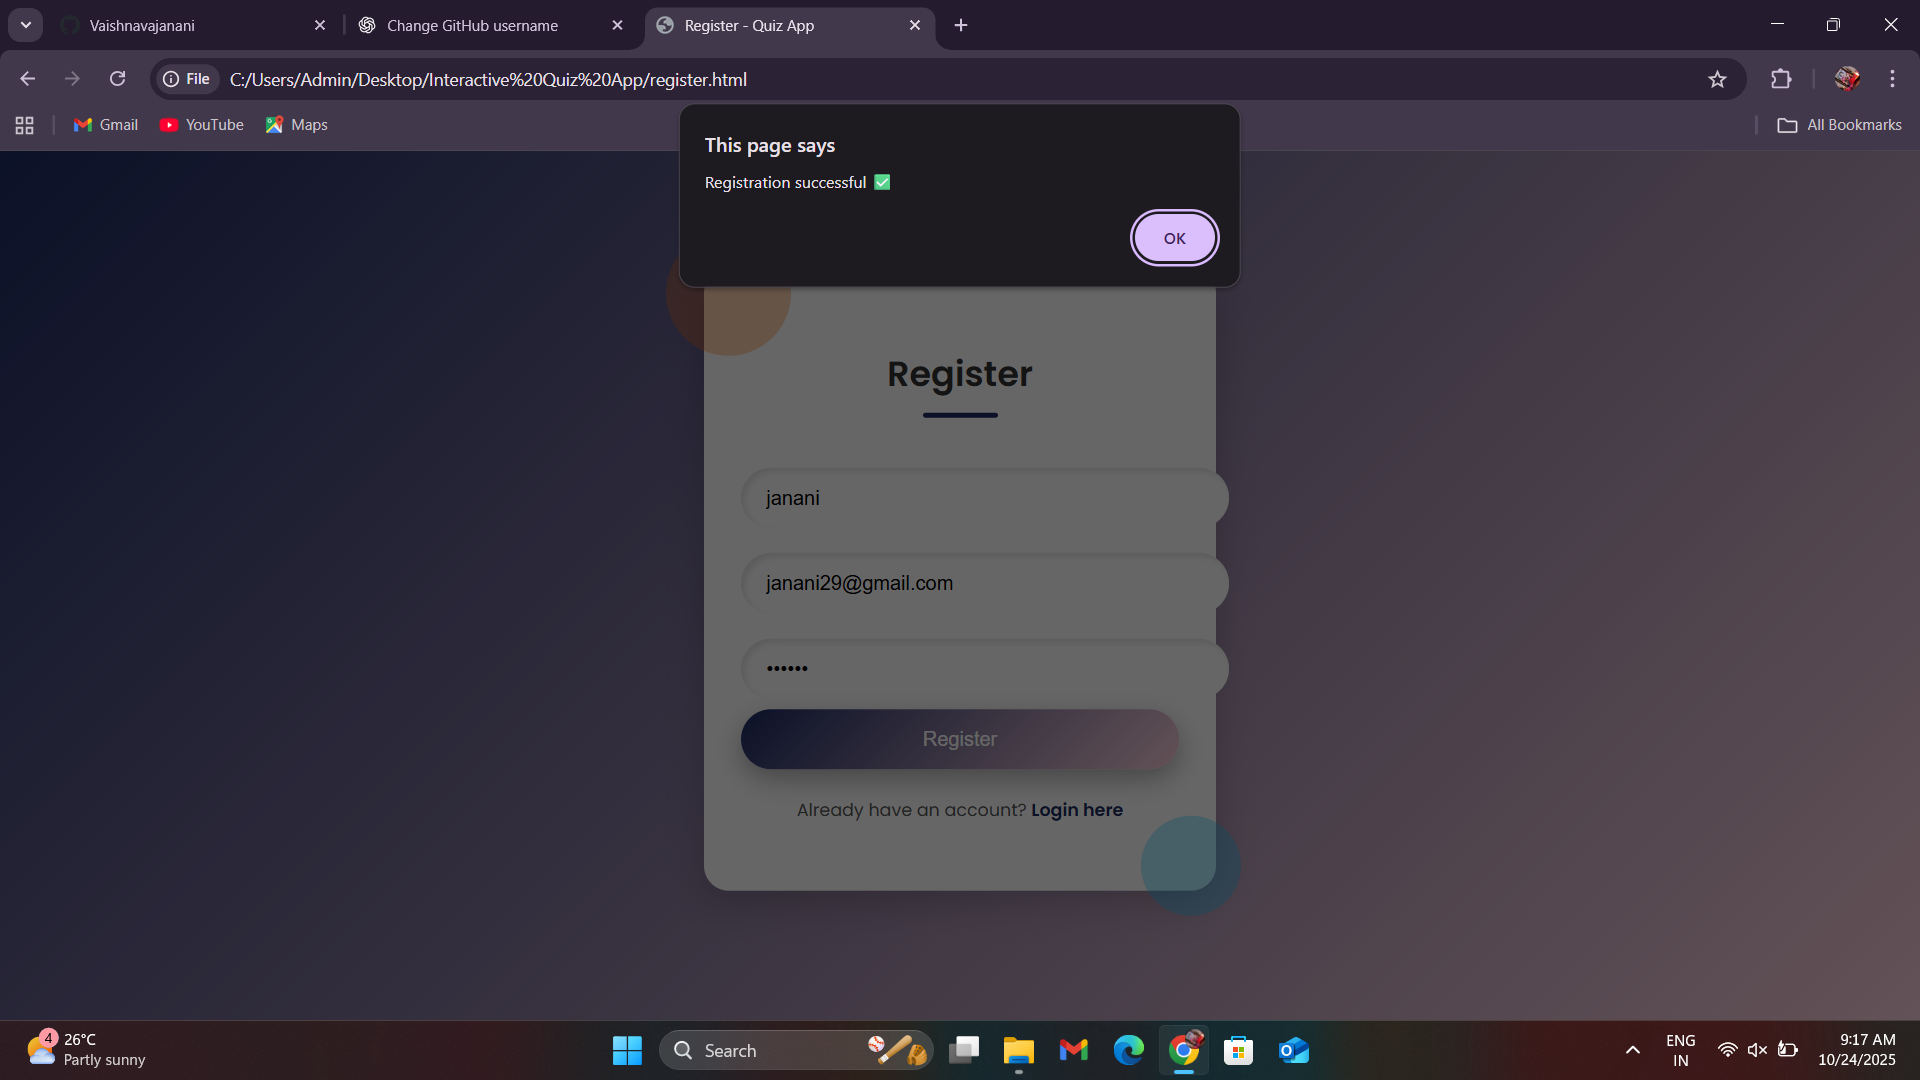 Vaishnavajanani
Change GitHub username
Register - Quiz App
File
C:/Users/Admin/Desktop/Interactive%20Quiz%20App/register.html
Gmail
YouTube
Maps
All Bookmarks
This page says
Registration successful ✅
OK
Register
janani
janani29@gmail.com
••••••
Register
Already have an account? Login here
4
26°C
Partly sunny
Search
ENG
IN
9:17 AM
10/24/2025